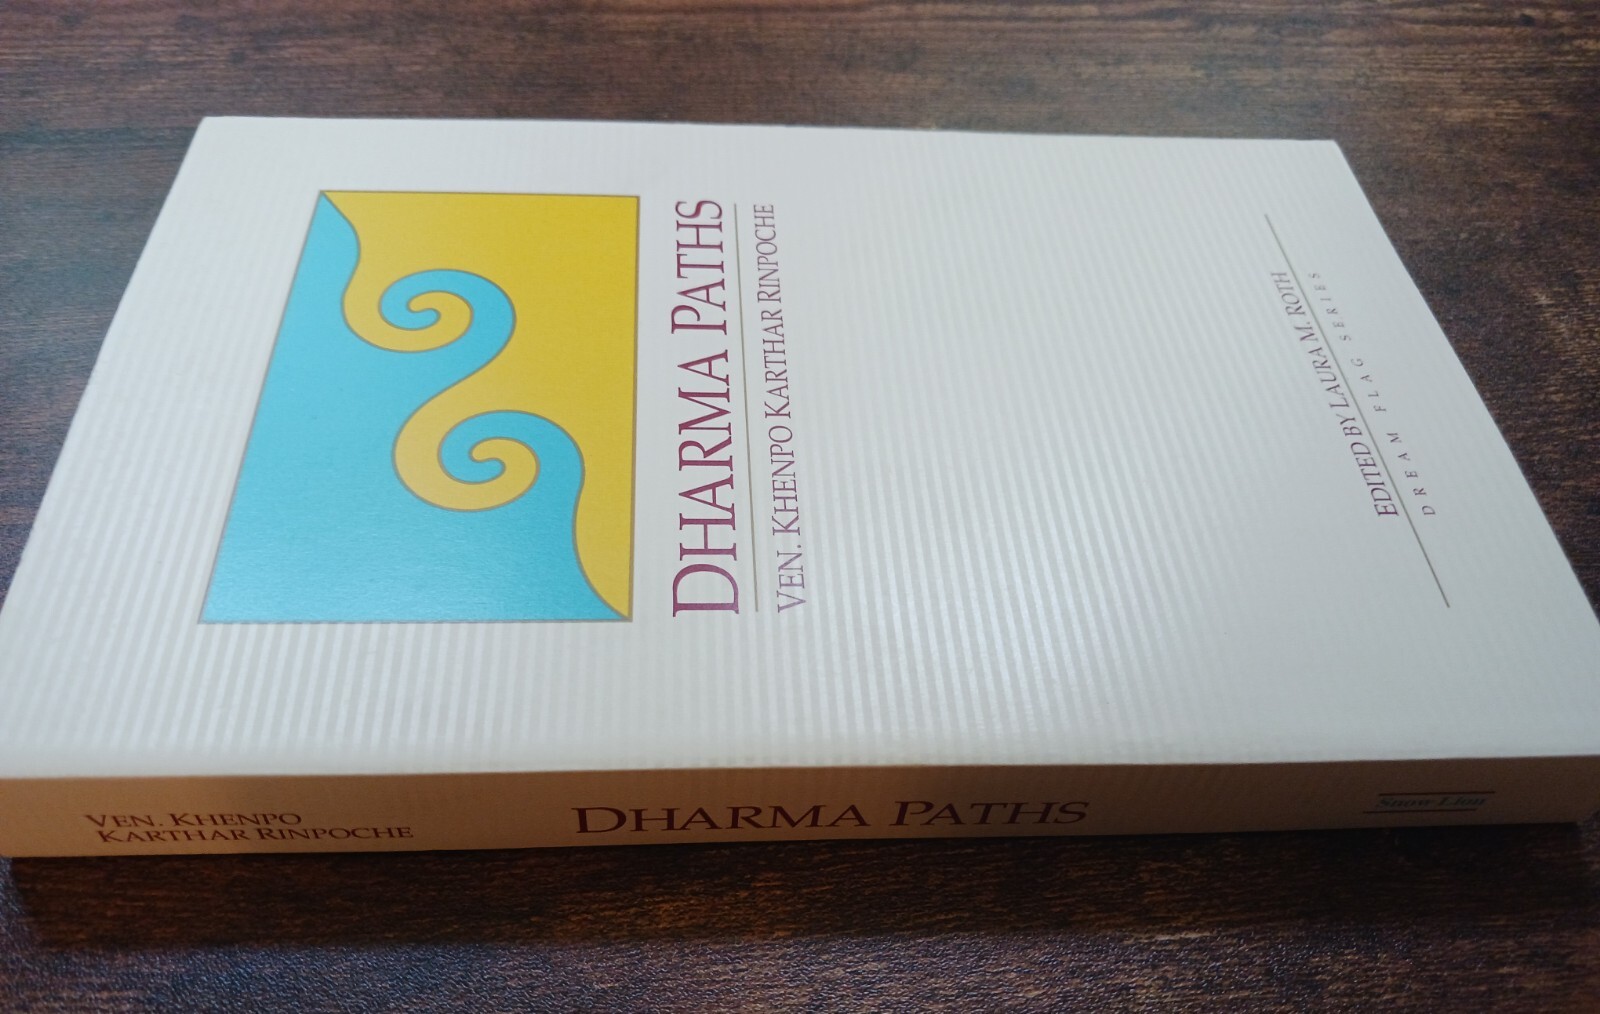 DHARMA PATHS
VEN. KHENPO KARTHAR RINPOCHE
EDITED BY LAURA M. ROTH
DREAM FLAG SERIES
VEN. KHENPO
KARTHAR RINPOCHE
DHARMA PATHS
Snow Lion